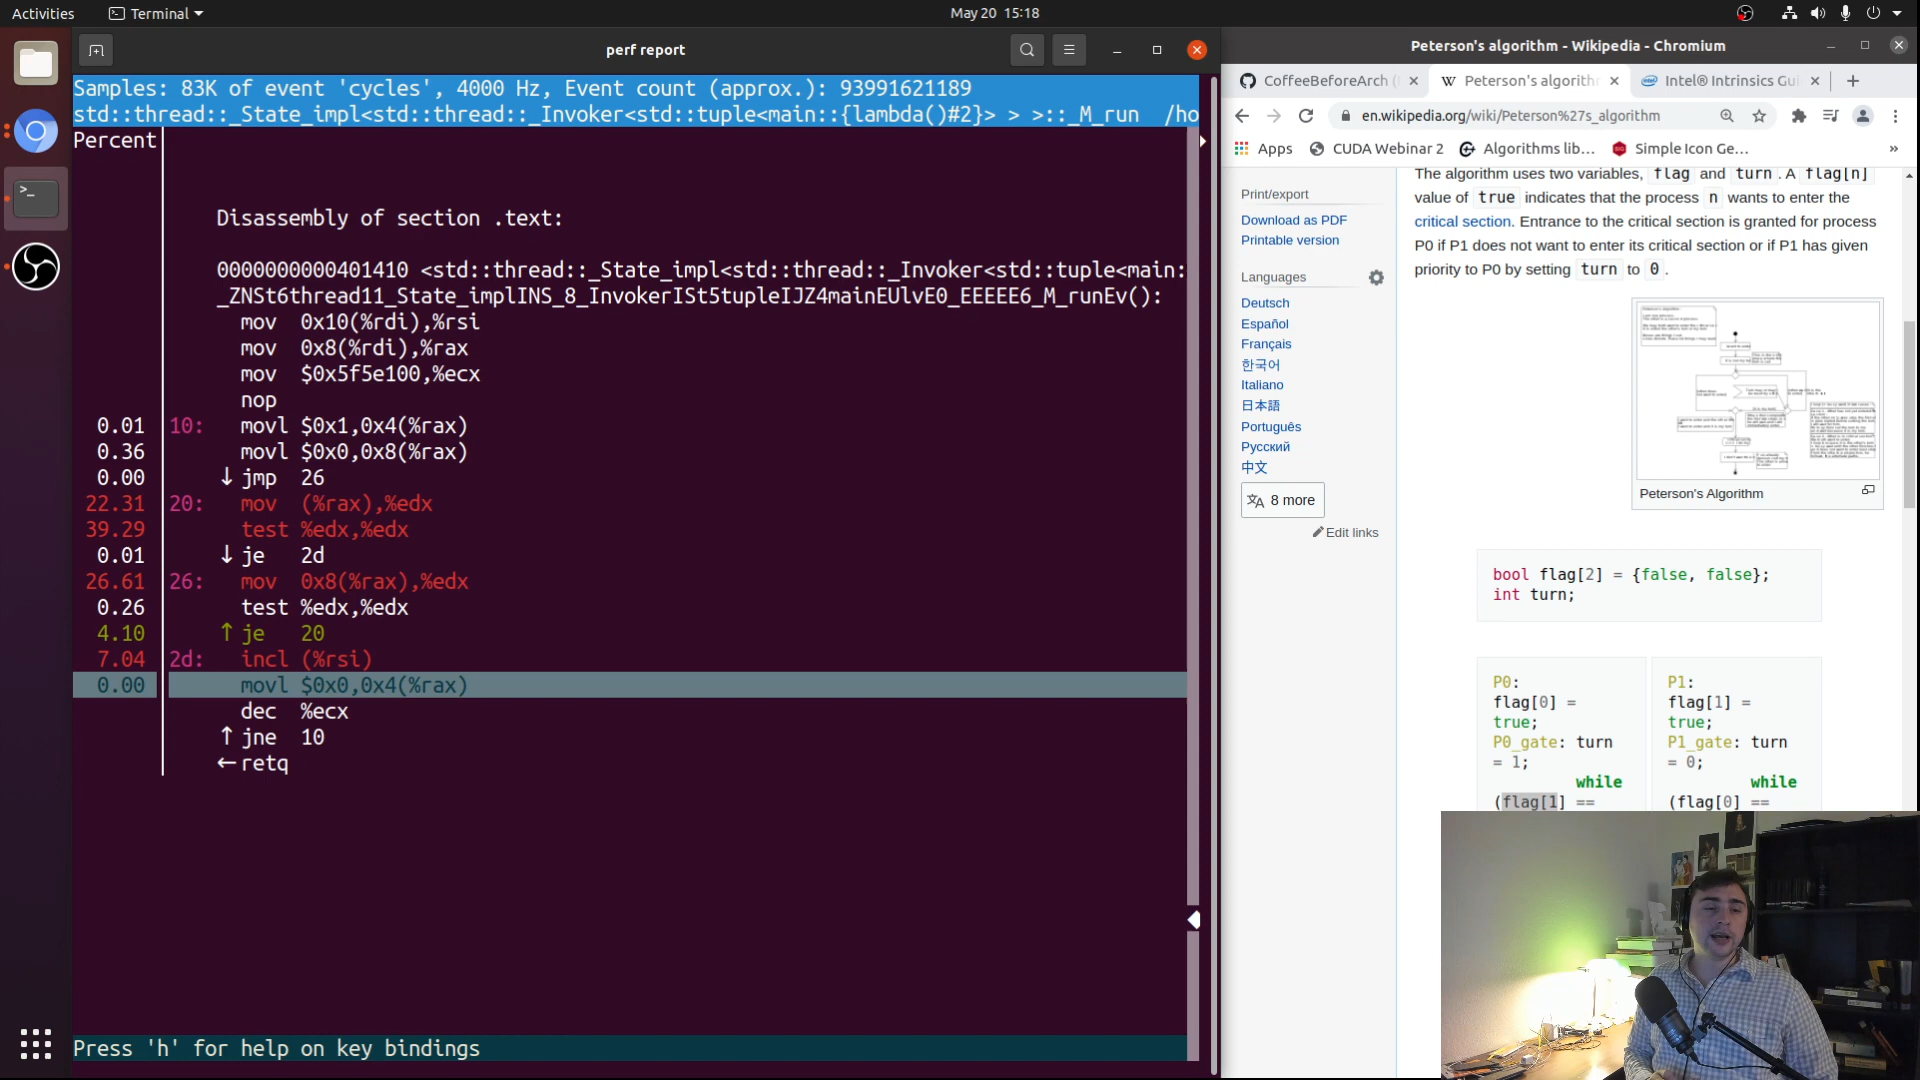 Activities
Terminal
May 20 15:18
perf report
Samples: 83K of event 'cycles', 4000 Hz, Event count (approx.): 93991621189
std::thread::_State_impl<std::thread::_Invoker<std::tuple<main::{lambda()#2}> > >::_M_run /ho
Percent
Disassembly of section .text:
0000000000401410 <std::thread::_State_impl<std::thread::_Invoker<std::tuple<main:
_ZNSt6thread11_State_implINS_8_InvokerISt5tupleIJZ4mainEUlvE0_EEEEE6_M_runEv():
mov 0x10(%rdi),%rsi
mov 0x8(%rdi),%rax
mov $0x5f5e100,%ecx
nop
0.01 10: movl $0x1,0x4(%rax)
0.36 movl $0x0,0x8(%rax)
0.00 ↓ jmp 26
22.31 20: mov (%rax),%edx
39.29 test %edx,%edx
0.01 ↓ je 2d
26.61 26: mov 0x8(%rax),%edx
0.26 test %edx,%edx
4.10 ↑ je 20
7.04 2d: incl (%rsi)
0.00 movl $0x0,0x4(%rax)
dec %ecx
↑ jne 10
← retq
Press 'h' for help on key bindings
Peterson's algorithm - Wikipedia - Chromium
CoffeeBeforeArch (
Peterson's algorithm
Intel® Intrinsics Gui
en.wikipedia.org/wiki/Peterson%27s_algorithm
Apps
CUDA Webinar 2
Algorithms lib...
Simple Icon Ge...
»
Print/export
Download as PDF
Printable version
Languages
Deutsch
Español
Français
한국어
Italiano
日本語
Português
Русский
中文
8 more
Edit links
The algorithm uses two variables, flag and turn. A flag[n]
value of true indicates that the process n wants to enter the
critical section. Entrance to the critical section is granted for process
P0 if P1 does not want to enter its critical section or if P1 has given
priority to P0 by setting turn to 0.
Peterson's Algorithm
bool flag[2] = {false, false};
int turn;
P0:
flag[0] =
true;
P0_gate: turn
= 1;
while
(flag[1] ==
P1:
flag[1] =
true;
P1_gate: turn
= 0;
while
(flag[0] ==